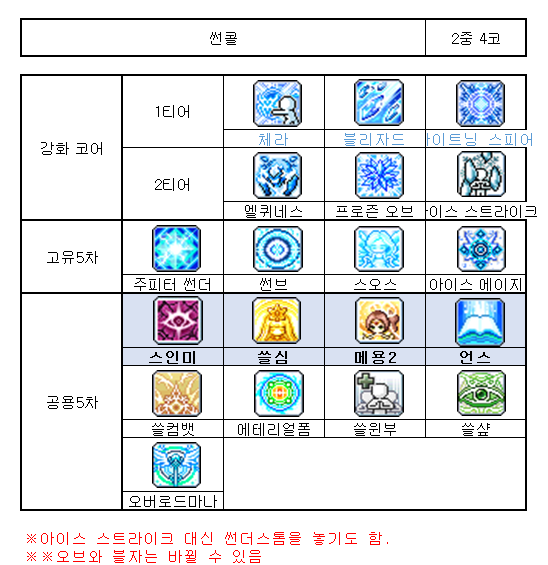 썬콜 2중 4코
강화 코어
1티어
체라 블리자드 라이트닝 스피어
2티어
엘퀴네스 프로즌 오브 아이스 스트라이크
고유5차
주피터 썬더 썬브 스오스 아이스 에이지
공용5차
스인미 쓸심 메용2 언스
쓸컴뱃 에테리얼폼 쓸윈부 쓸샾
오버로드마나
※아이스 스트라이크 대신 썬더스톰을 놓기도 함.
※※오브와 블자는 바뀔 수 있음